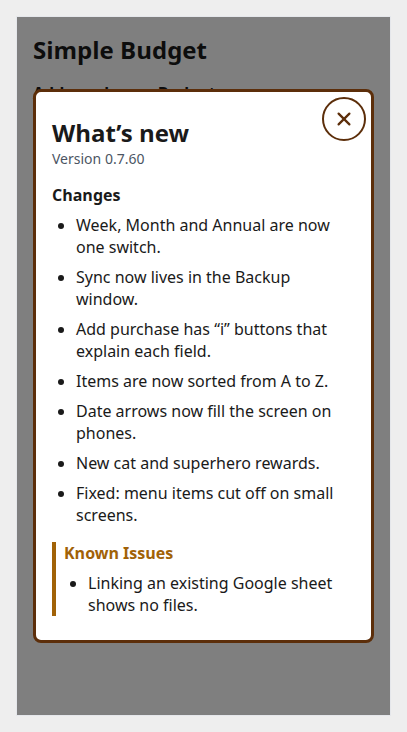 Simple Budget
What’s new
Version 0.7.60
Changes
Week, Month and Annual are now
one switch.
Sync now lives in the Backup
window.
Add purchase has “i” buttons that
explain each field.
Items are now sorted from A to Z.
Date arrows now fill the screen on
phones.
New cat and superhero rewards.
Fixed: menu items cut off on small
screens.
Known Issues
Linking an existing Google sheet
shows no files.